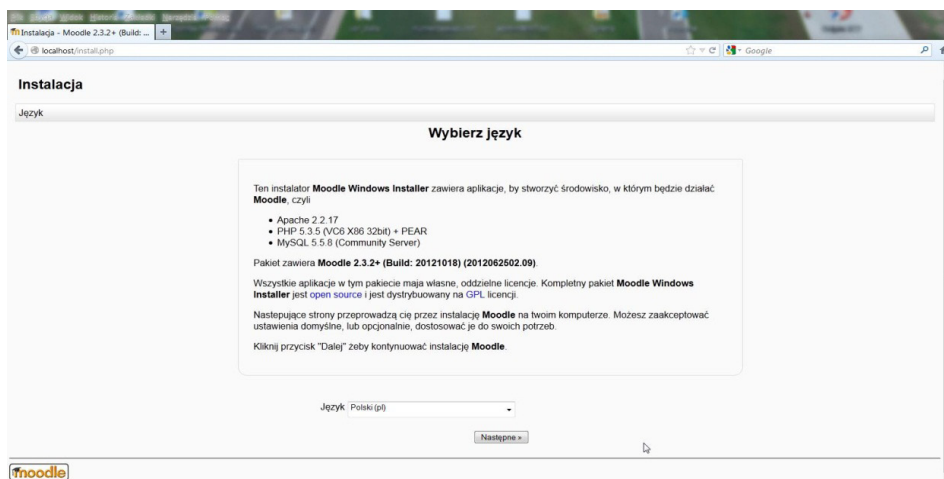 Instalacja - Moodle 2.3.2+ (Build: ...
localhost/install.php
Google
Instalacja
Język
Wybierz język
Ten instalator Moodle Windows Installer zawiera aplikacje, by stworzyć środowisko, w którym będzie działać
Moodle, czyli
Apache 2.2.17
PHP 5.3.5 (VC6 X86 32bit) + PEAR
MySQL 5.5.8 (Community Server)
Pakiet zawiera Moodle 2.3.2+ (Build: 20121018) (2012062502.09).
Wszystkie aplikacje w tym pakiecie maja własne, oddzielne licencje. Kompletny pakiet Moodle Windows
Installer jest open source i jest dystrybuowany na GPL licencji.
Nastepujące strony przeprowadzą cię przez instalację Moodle na twoim komputerze. Możesz zaakceptować
ustawienia domyślne, lub opcjonalnie, dostosować je do swoich potrzeb.
Kliknij przycisk "Dalej" żeby kontynuować instalację Moodle.
Język Polski (pl)
Następne »
moodle